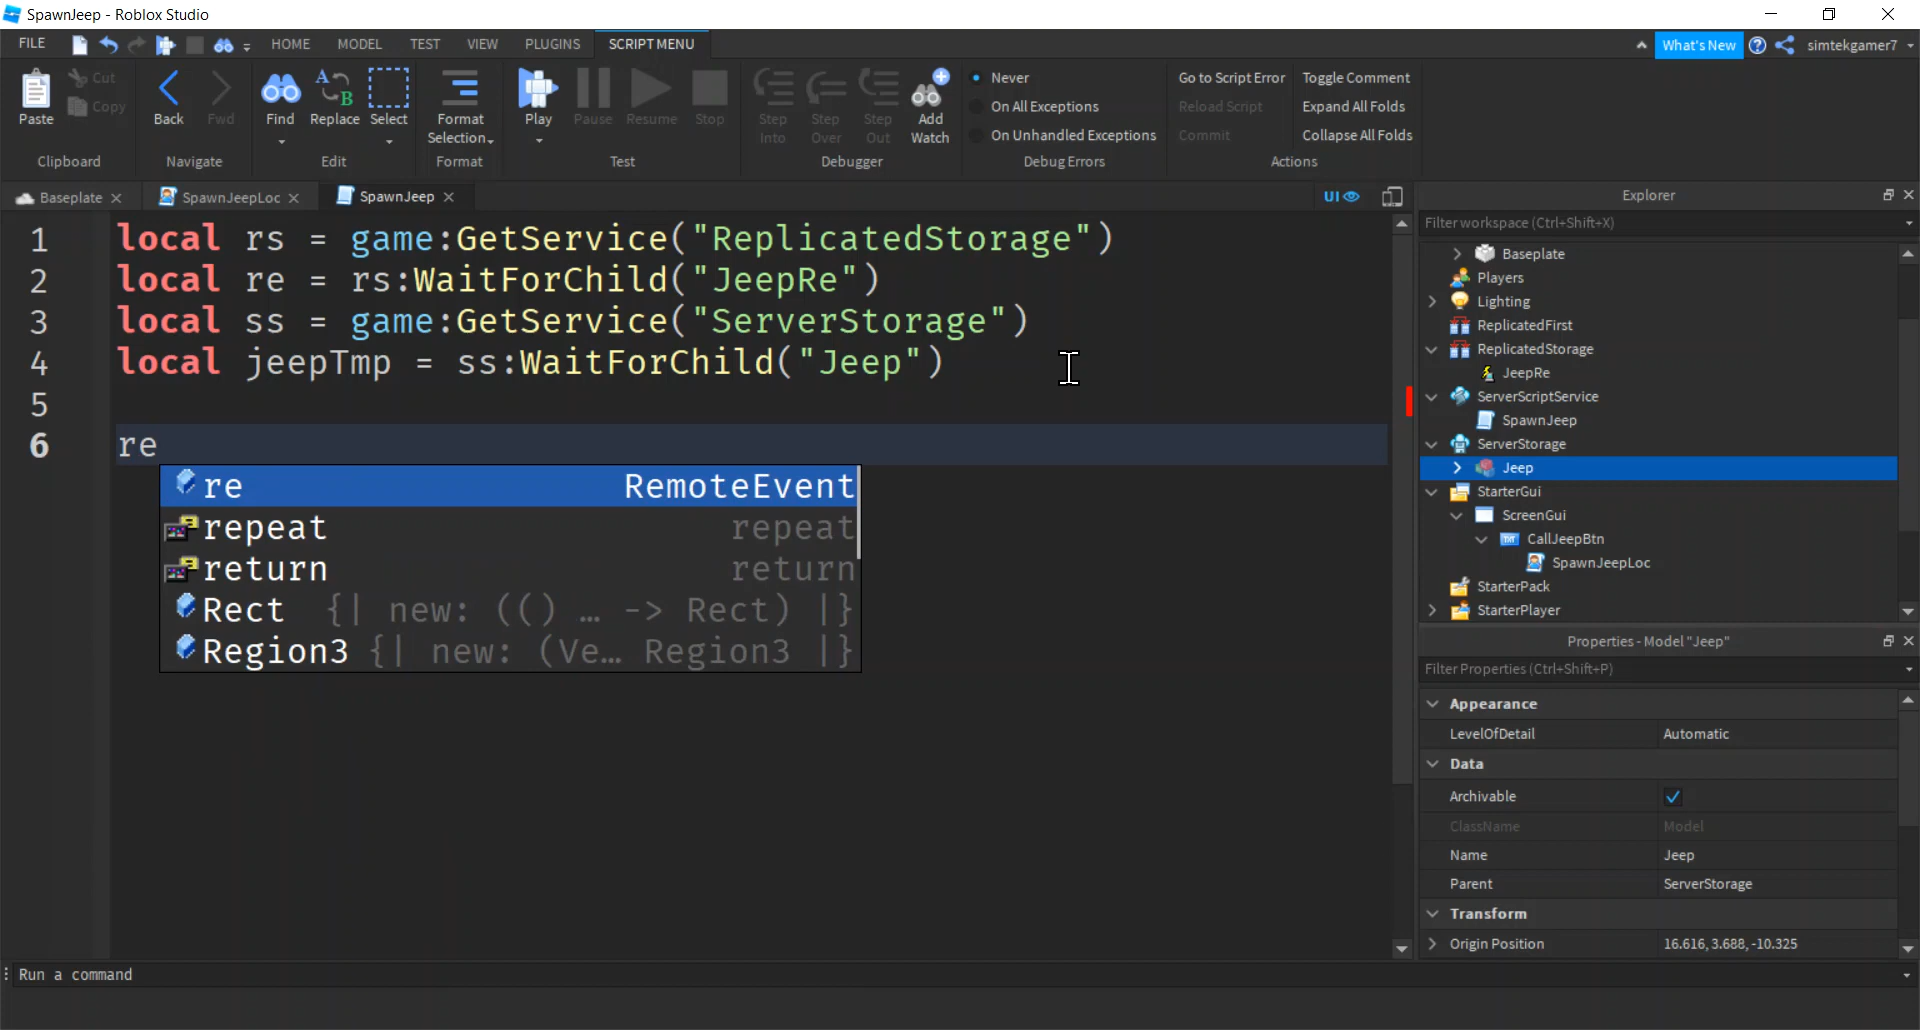 SpawnJeep - Roblox Studio
FILE HOME MODEL TEST VIEW PLUGINS SCRIPT MENU What's New simtekgamer7
Paste Cut Copy Clipboard
Back Fwd Navigate
Find Replace Select Edit
Format Selection Format
Play Pause Resume Stop Test
Step Into Step Over Step Out Add Watch Debugger
Never
On All Exceptions
On Unhandled Exceptions
Debug Errors
Go to Script Error Toggle Comment
Reload Script Expand All Folds
Commit Collapse All Folds
Actions
Baseplate SpawnJeepLoc SpawnJeep UI
1 local rs = game:GetService("ReplicatedStorage")
2 local re = rs:WaitForChild("JeepRe")
3 local ss = game:GetService("ServerStorage")
4 local jeepTmp = ss:WaitForChild("Jeep")
5
6 re
re RemoteEvent
repeat repeat
return return
Rect {| new: (() … -> Rect) |}
Region3 {| new: (Ve… Region3 |}
Explorer
Filter workspace (Ctrl+Shift+X)
Baseplate
Players
Lighting
ReplicatedFirst
ReplicatedStorage
JeepRe
ServerScriptService
SpawnJeep
ServerStorage
Jeep
StarterGui
ScreenGui
TXT CallJeepBtn
SpawnJeepLoc
StarterPack
StarterPlayer
Properties - Model "Jeep"
Filter Properties (Ctrl+Shift+P)
Appearance
LevelOfDetail Automatic
Data
Archivable
ClassName Model
Name Jeep
Parent ServerStorage
Transform
Origin Position 16.616, 3.688, -10.325
Run a command